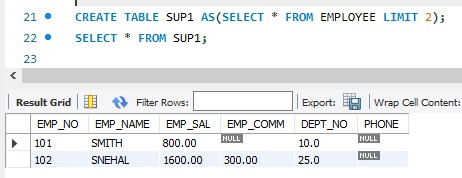 21 CREATE TABLE SUP1 AS(SELECT * FROM EMPLOYEE LIMIT 2);
22 SELECT * FROM SUP1;
23
Result Grid Filter Rows: Export: Wrap Cell Content:
EMP_NO EMP_NAME EMP_SAL EMP_COMM DEPT_NO PHONE
101 SMITH 800.00 NULL 10.0 NULL
102 SNEHAL 1600.00 300.00 25.0 NULL